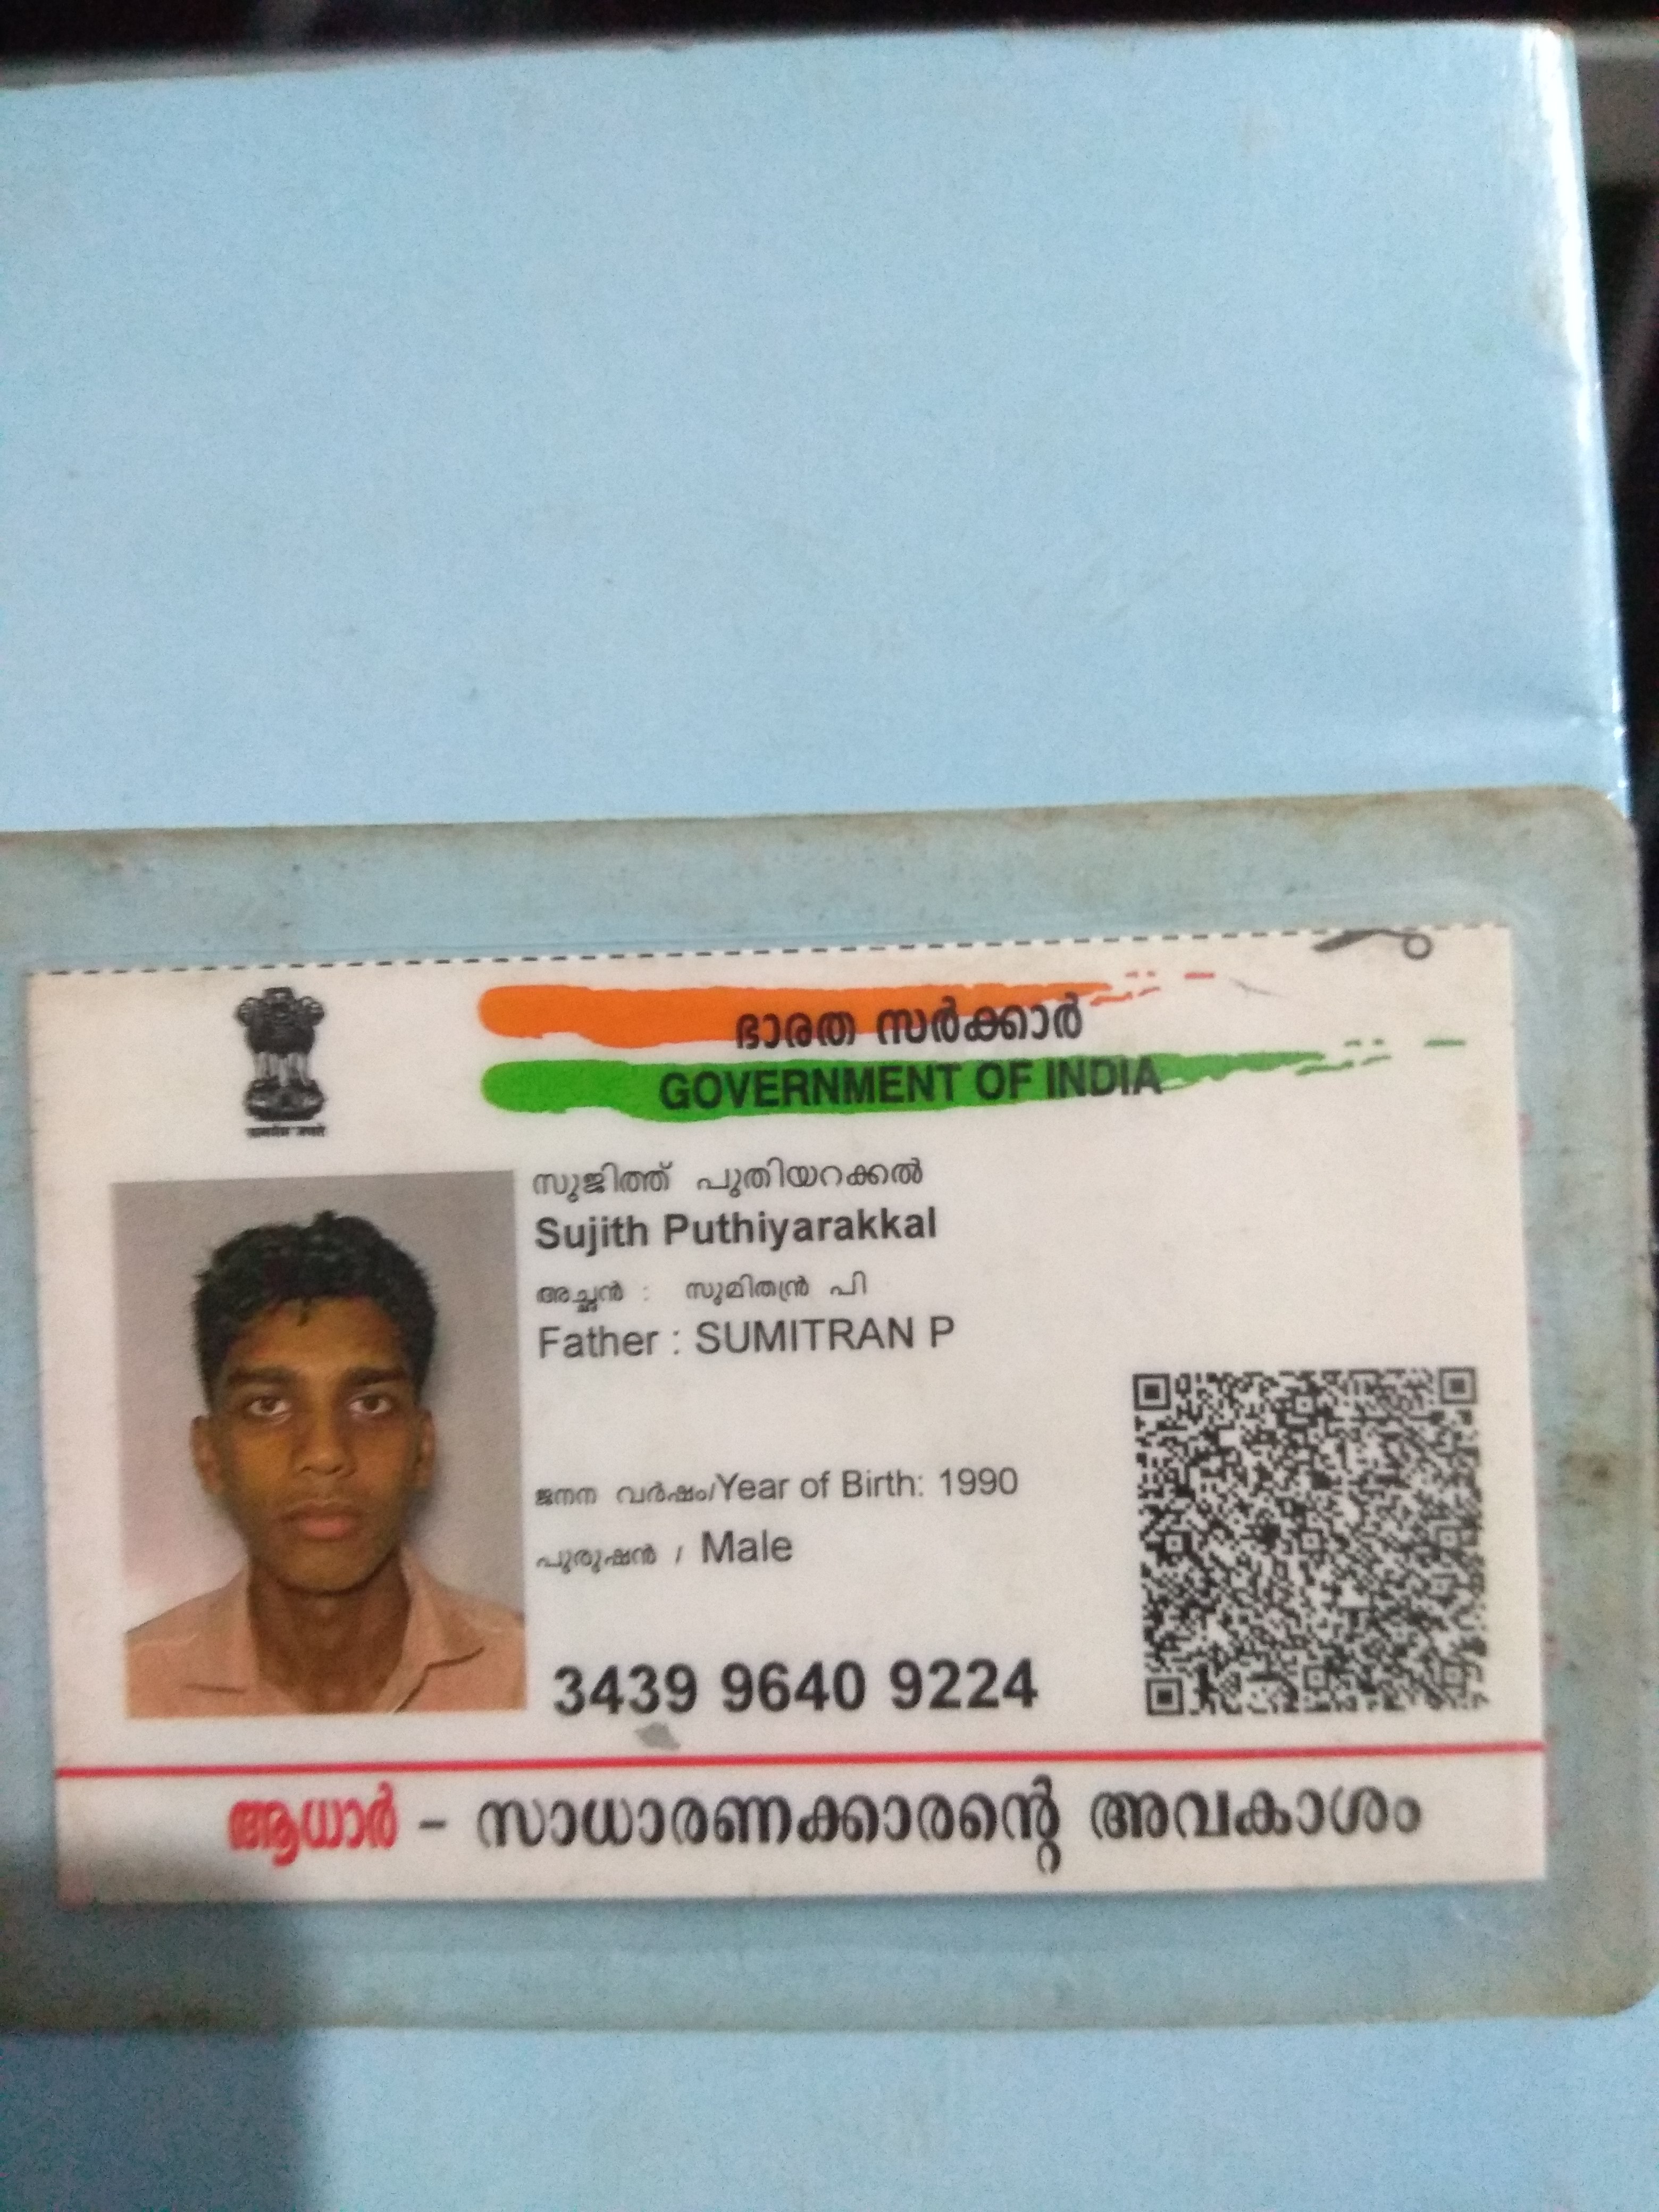 ഭാരത സർക്കാർ
GOVERNMENT OF INDIA
സുജിത്ത് പുതിയറക്കൽ
Sujith Puthiyarakkal
അച്ഛൻ : സുമിത്രൻ പി
Father : SUMITRAN P
ജനന വർഷം/Year of Birth: 1990
പുരുഷൻ / Male
3439 9640 9224
ആധാർ – സാധാരണക്കാരന്റെ അവകാശം